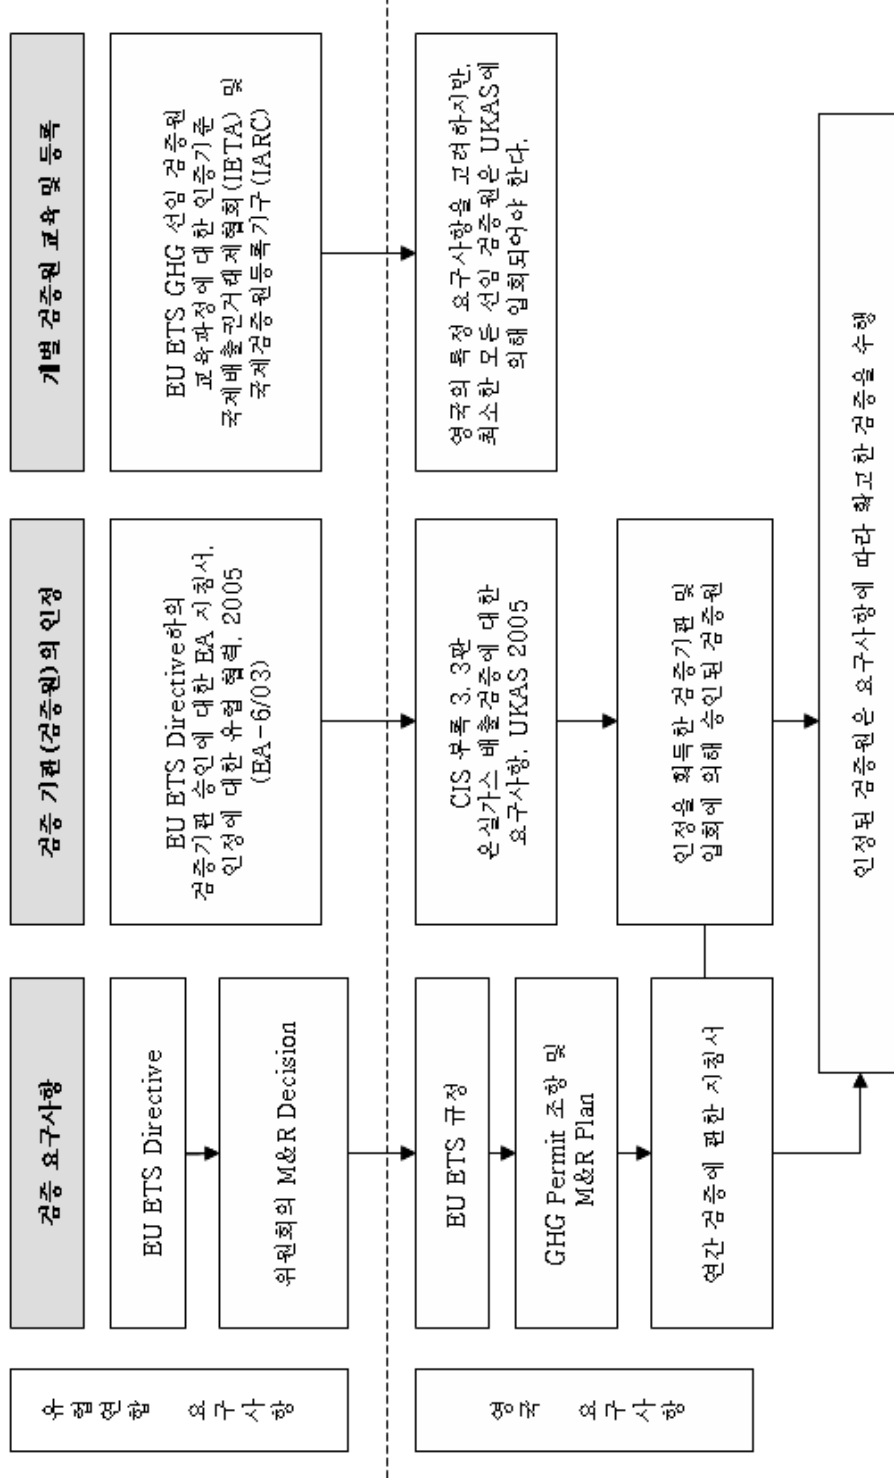 검증 요구사항
검증 기관(검증원)의 인정
개별 검증원 교육 및 등록
유럽연합 요구사항
EU ETS Directive
위원회의 M&R Decision
EU ETS Directive하의
검증기관 승인에 대한 EA 지침서.
인정에 대한 유럽 협력. 2005
(EA-6/03)
EU ETS GHG 선임 검증원
교육과정에 대한 인증기준
국제배출권거래제협회(IETA) 및
국제검증원등록기구(IARC)
영국 요구사항
EU ETS 규정
GHG Permit 조항 및
M&R Plan
연간 검증에 관한 지침서
CIS 부록 3. 3판
온실가스 배출검증에 대한
요구사항. UKAS 2005
인정을 획득한 검증기관 및
입회에 의해 승인된 검증원
영국의 특정 요구사항을 고려하지만.
최소한 모든 선임 검증원은 UKAS에
의해 입회되어야 한다.
인정된 검증원은 요구사항에 따라 확고한 검증을 수행